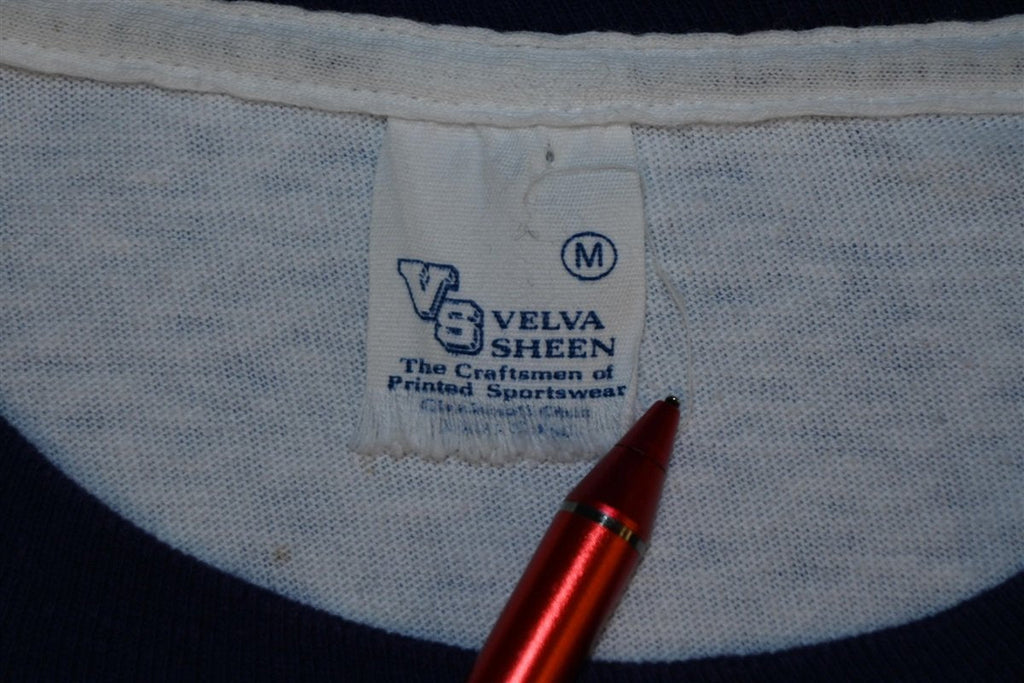 M
VS
VELVA
SHEEN
The Craftsmen of
Printed Sportswear